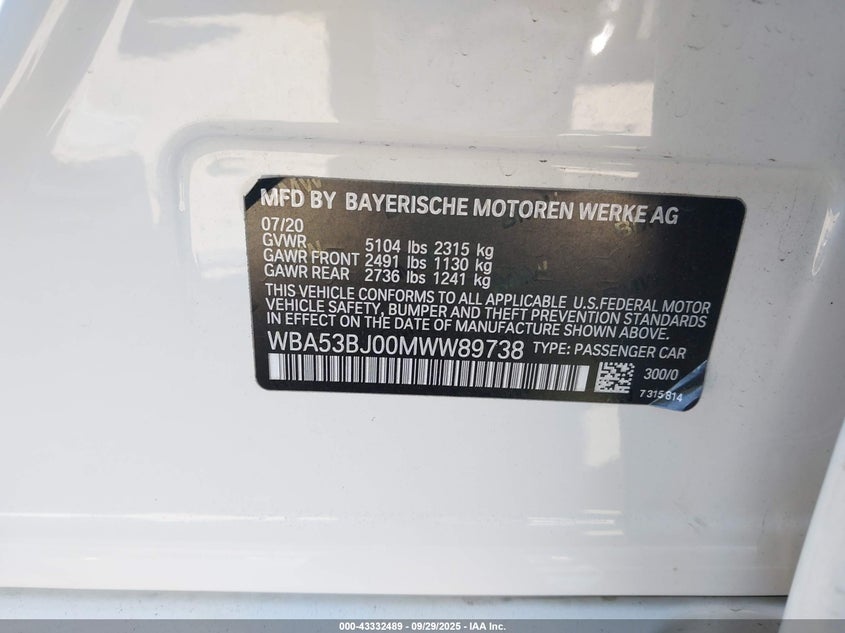 MFD BY BAYERISCHE MOTOREN WERKE AG
07/20
GVWR 5104 lbs 2315 kg
GAWR FRONT 2491 lbs 1130 kg
GAWR REAR 2736 lbs 1241 kg
THIS VEHICLE CONFORMS TO ALL APPLICABLE U.S.FEDERAL MOTOR
VEHICLE SAFETY, BUMPER AND THEFT PREVENTION STANDARDS
IN EFFECT ON THE DATE OF MANUFACTURE SHOWN ABOVE.
WBA53BJ00MWW89738 TYPE: PASSENGER CAR
300/0
7315814
000-43332489 - 09/29/2025 - IAA Inc.